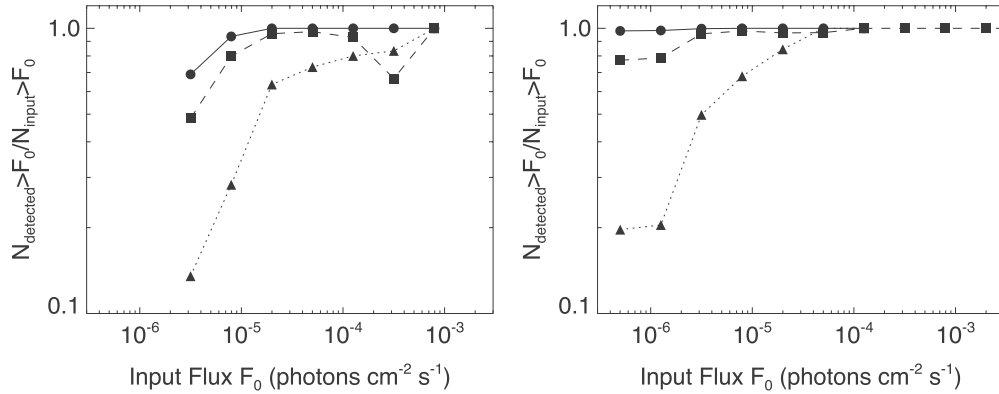 1.0
0.1
N_detected>F_0/N_input>F_0
10^-6 10^-5 10^-4 10^-3
Input Flux F_0 (photons cm^-2 s^-1)
1.0
0.1
N_detected>F_0/N_input>F_0
10^-6 10^-5 10^-4 10^-3
Input Flux F_0 (photons cm^-2 s^-1)